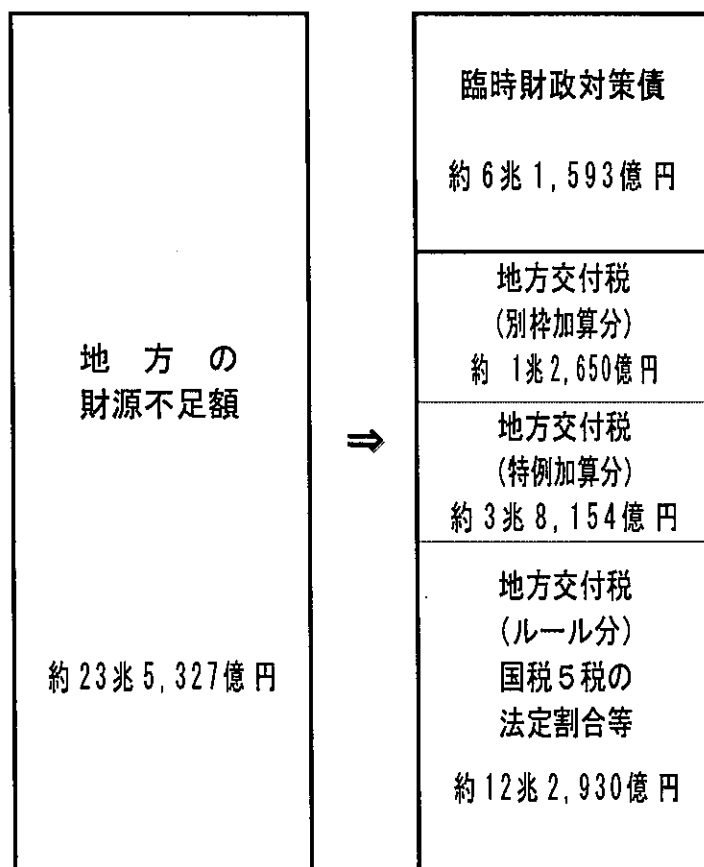 地方の
財源不足額
約23兆5,327億円
⇒
臨時財政対策債
約6兆1,593億円
地方交付税
(別枠加算分)
約 1兆2,650億円
地方交付税
(特例加算分)
約3兆8,154億円
地方交付税
(ルール分)
国税5税の
法定割合等
約12兆2,930億円